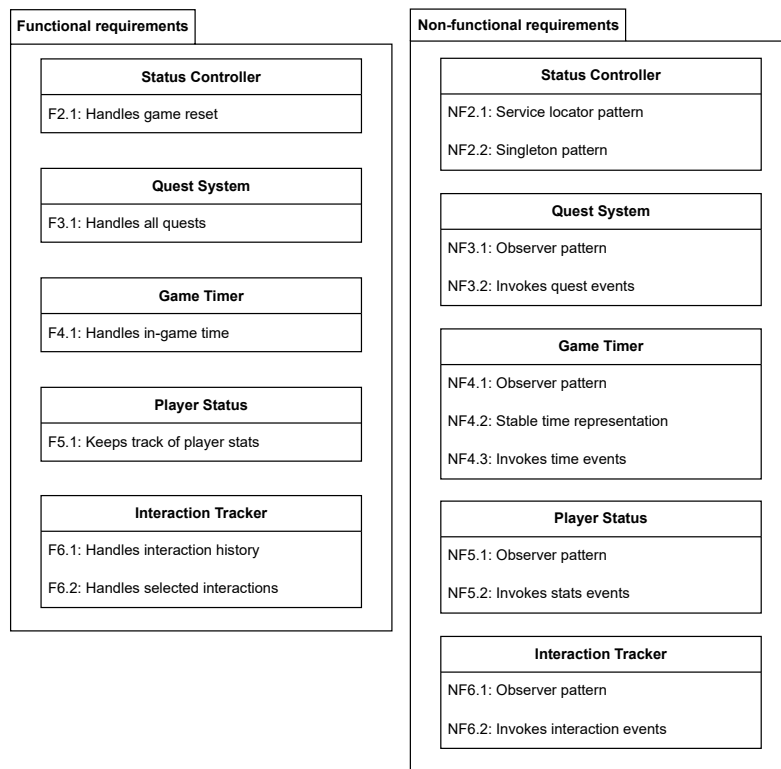 Functional requirements
Status Controller
F2.1: Handles game reset
Quest System
F3.1: Handles all quests
Game Timer
F4.1: Handles in-game time
Player Status
F5.1: Keeps track of player stats
Interaction Tracker
F6.1: Handles interaction history
F6.2: Handles selected interactions
Non-functional requirements
Status Controller
NF2.1: Service locator pattern
NF2.2: Singleton pattern
Quest System
NF3.1: Observer pattern
NF3.2: Invokes quest events
Game Timer
NF4.1: Observer pattern
NF4.2: Stable time representation
NF4.3: Invokes time events
Player Status
NF5.1: Observer pattern
NF5.2: Invokes stats events
Interaction Tracker
NF6.1: Observer pattern
NF6.2: Invokes interaction events